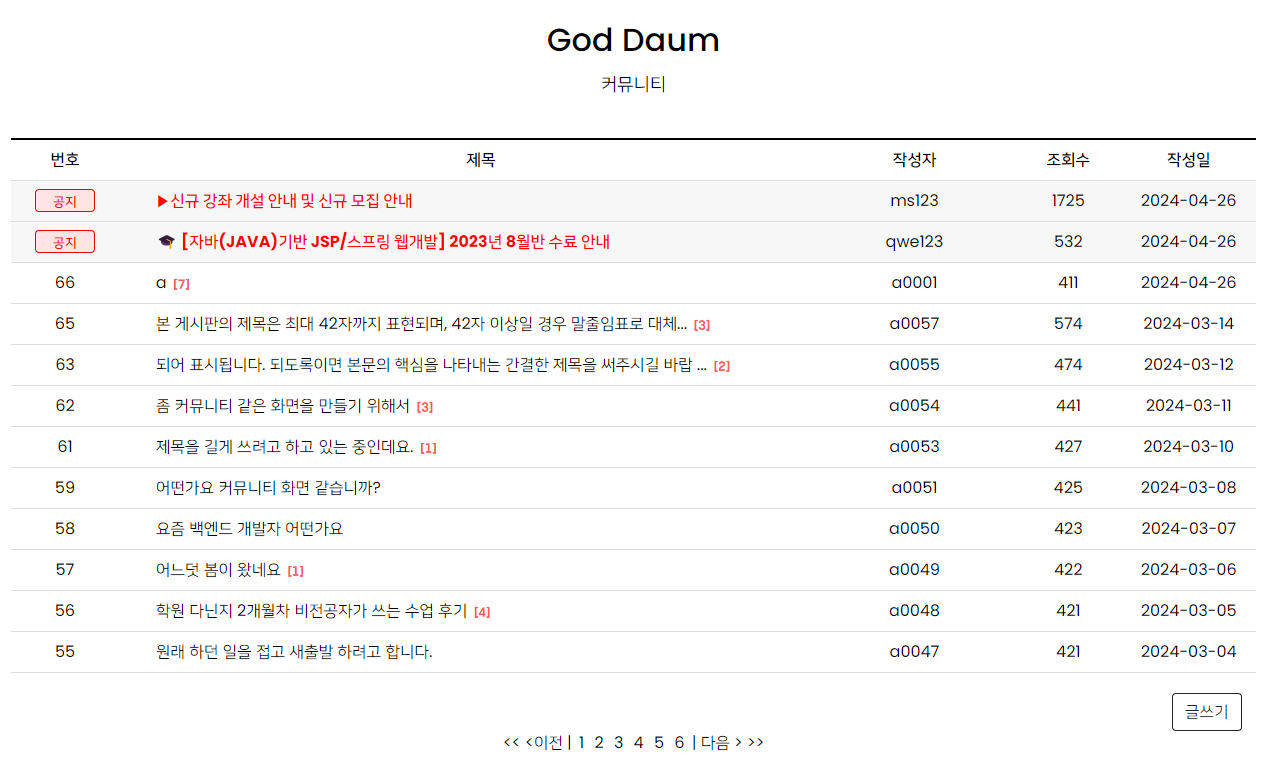 God Daum
커뮤니티
번호 제목 작성자 조회수 작성일
공지 ▶신규 강좌 개설 안내 및 신규 모집 안내 ms123 1725 2024-04-26
공지 🎓 [자바(JAVA)기반 JSP/스프링 웹개발] 2023년 8월반 수료 안내 qwe123 532 2024-04-26
66 a [7] a0001 411 2024-04-26
65 본 게시판의 제목은 최대 42자까지 표현되며, 42자 이상일 경우 말줄임표로 대체... [3] a0057 574 2024-03-14
63 되어 표시됩니다. 되도록이면 본문의 핵심을 나타내는 간결한 제목을 써주시길 바랍 ... [2] a0055 474 2024-03-12
62 좀 커뮤니티 같은 화면을 만들기 위해서 [3] a0054 441 2024-03-11
61 제목을 길게 쓰려고 하고 있는 중인데요. [1] a0053 427 2024-03-10
59 어떤가요 커뮤니티 화면 같습니까? a0051 425 2024-03-08
58 요즘 백엔드 개발자 어떤가요 a0050 423 2024-03-07
57 어느덧 봄이 왔네요 [1] a0049 422 2024-03-06
56 학원 다닌지 2개월차 비전공자가 쓰는 수업 후기 [4] a0048 421 2024-03-05
55 원래 하던 일을 접고 새출발 하려고 합니다. a0047 421 2024-03-04
글쓰기
<< <이전 | 1 2 3 4 5 6 | 다음 > >>